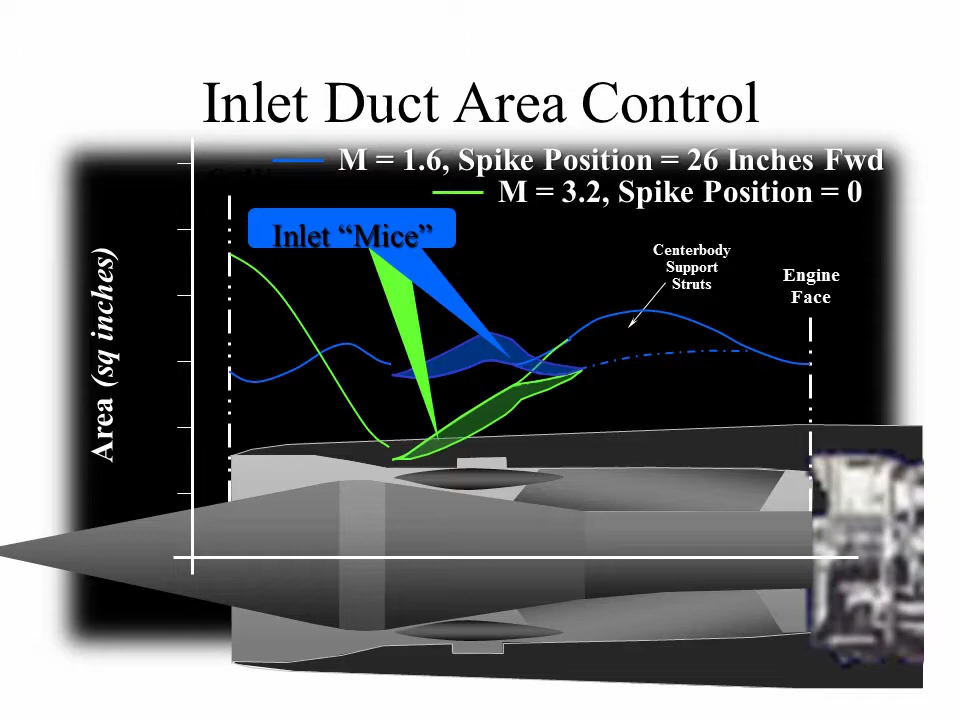 Inlet Duct Area Control
M = 1.6, Spike Position = 26 Inches Fwd
M = 3.2, Spike Position = 0
Inlet “Mice”
Centerbody
Support
Struts
Engine
Face
Area (sq inches)